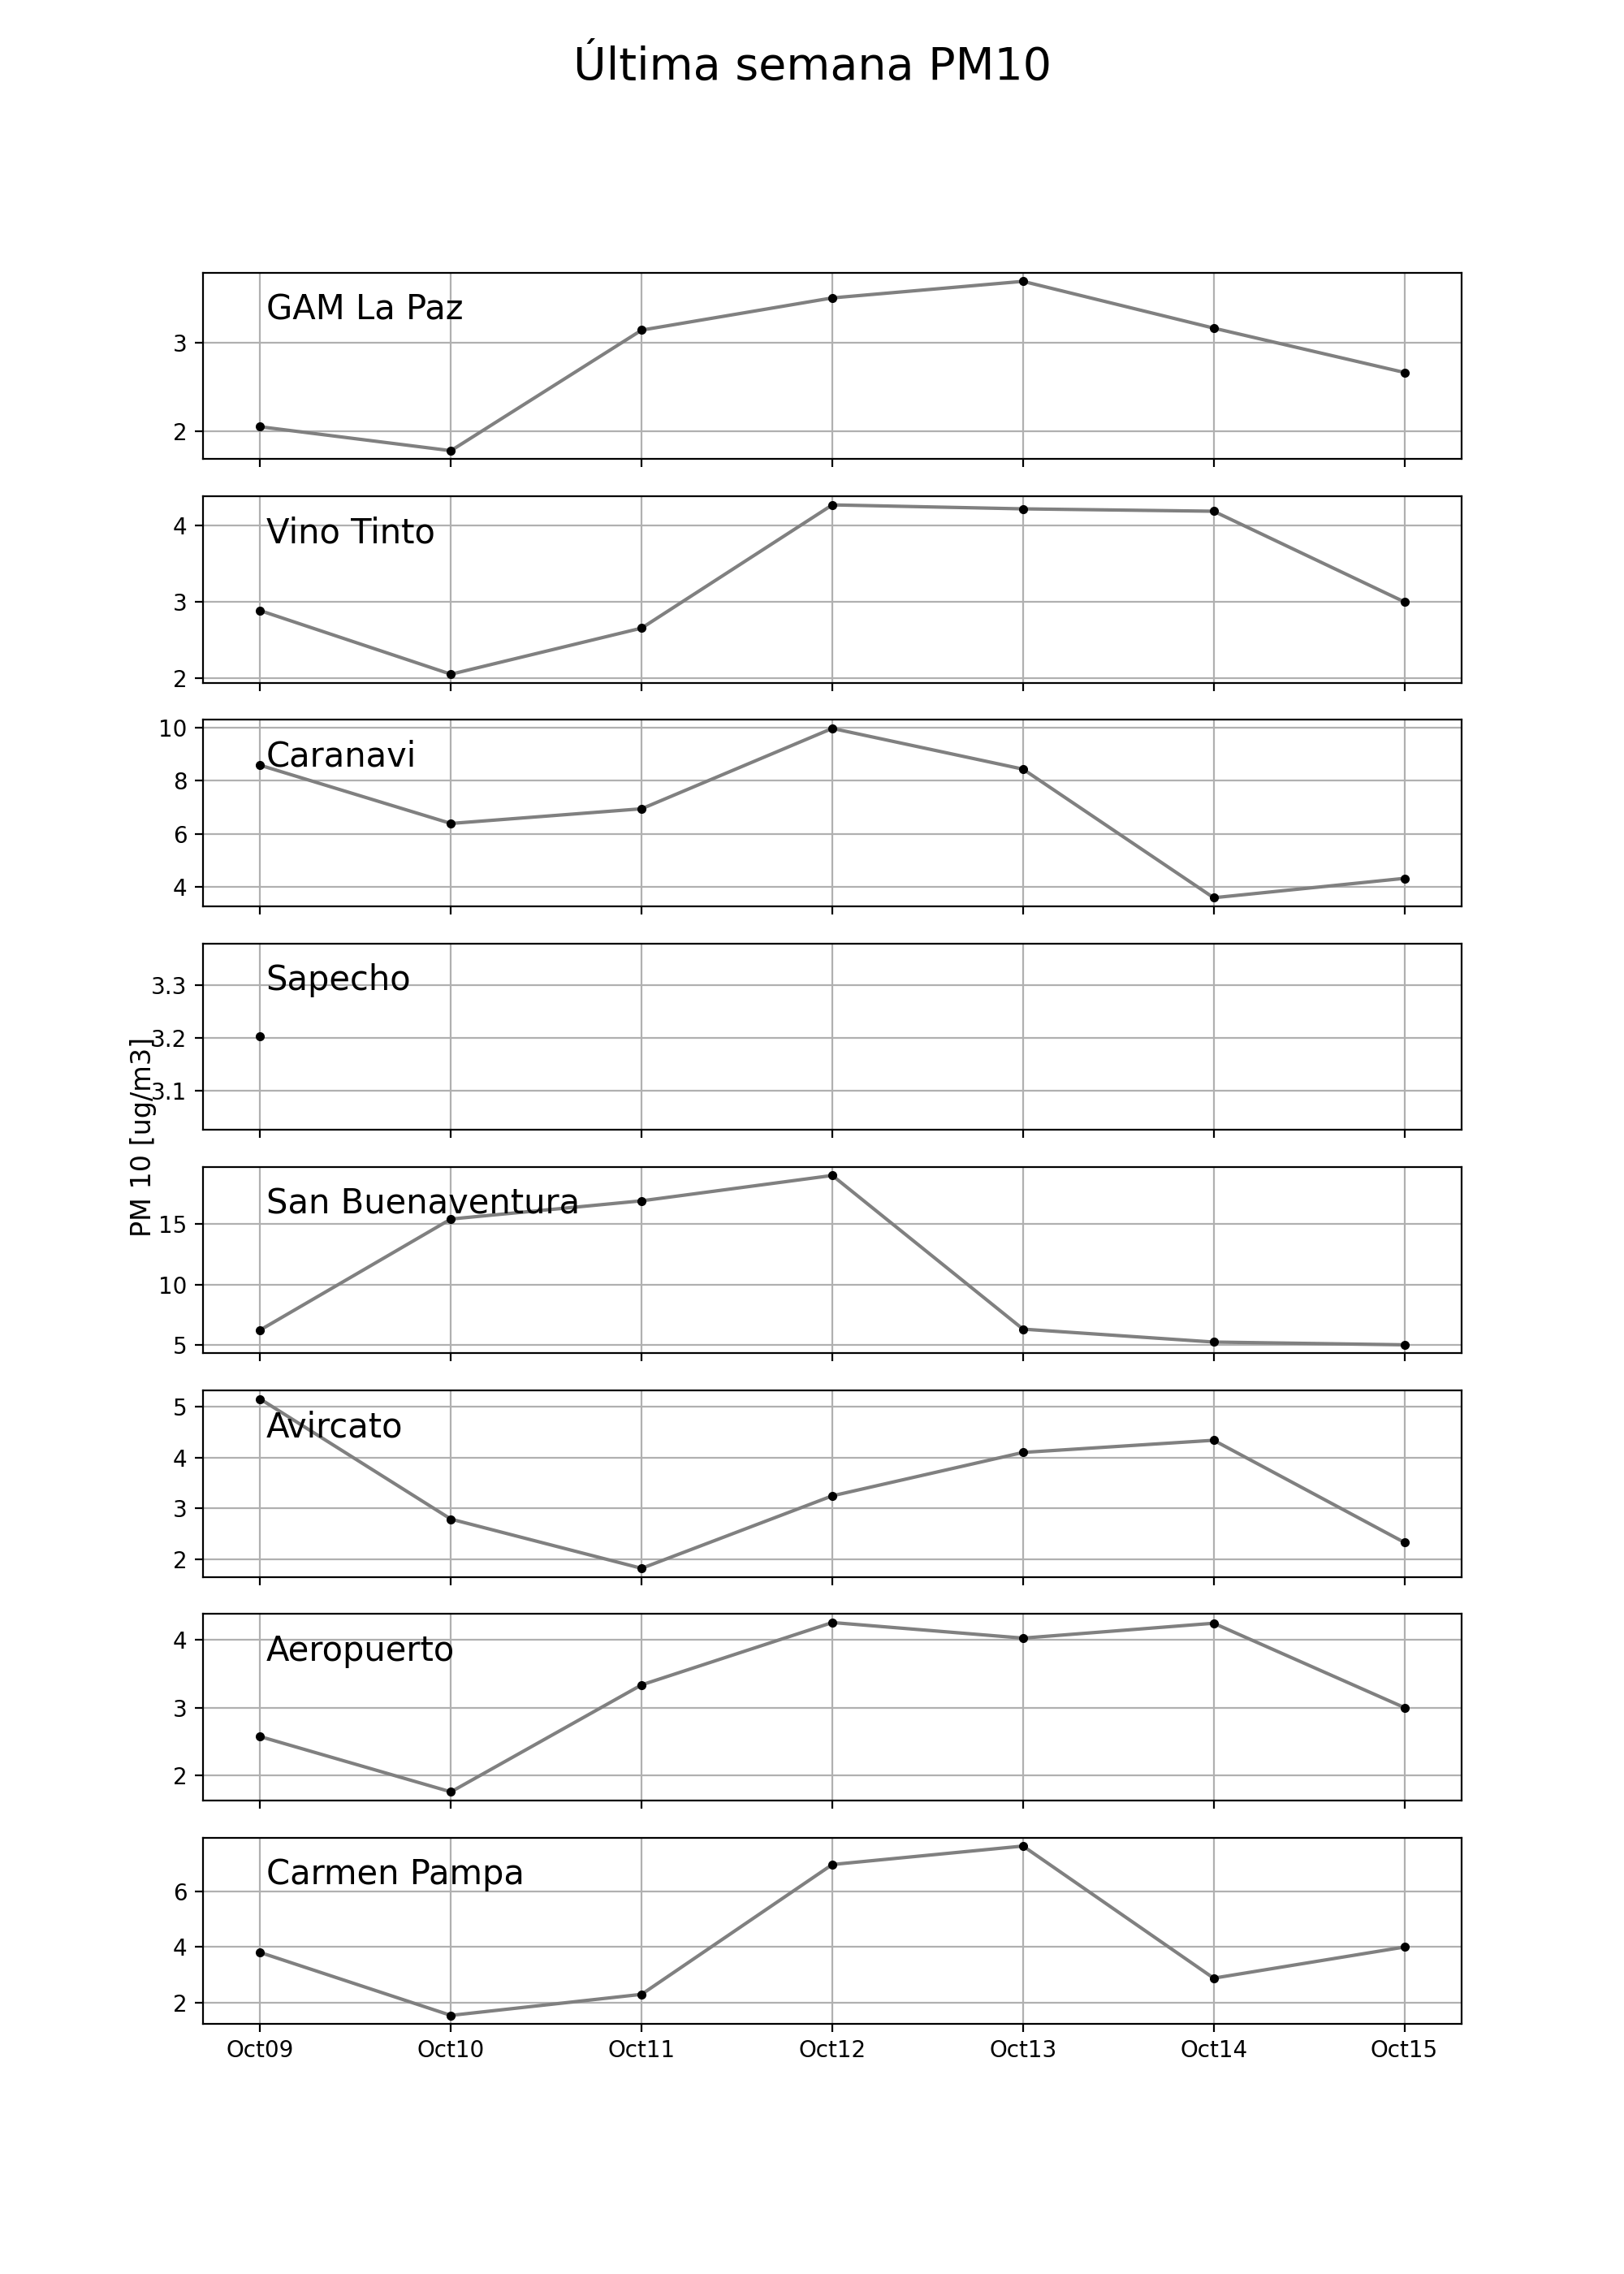 Última semana PM10
GAM La Paz
3
2
Vino Tinto
4
3
2
Caranavi
10
8
6
4
Sapecho
3.3
3.2
3.1
PM 10 [ug/m3]
San Buenaventura
15
10
5
Avircato
5
4
3
2
Aeropuerto
4
3
2
Carmen Pampa
6
4
2
Oct09 Oct10 Oct11 Oct12 Oct13 Oct14 Oct15